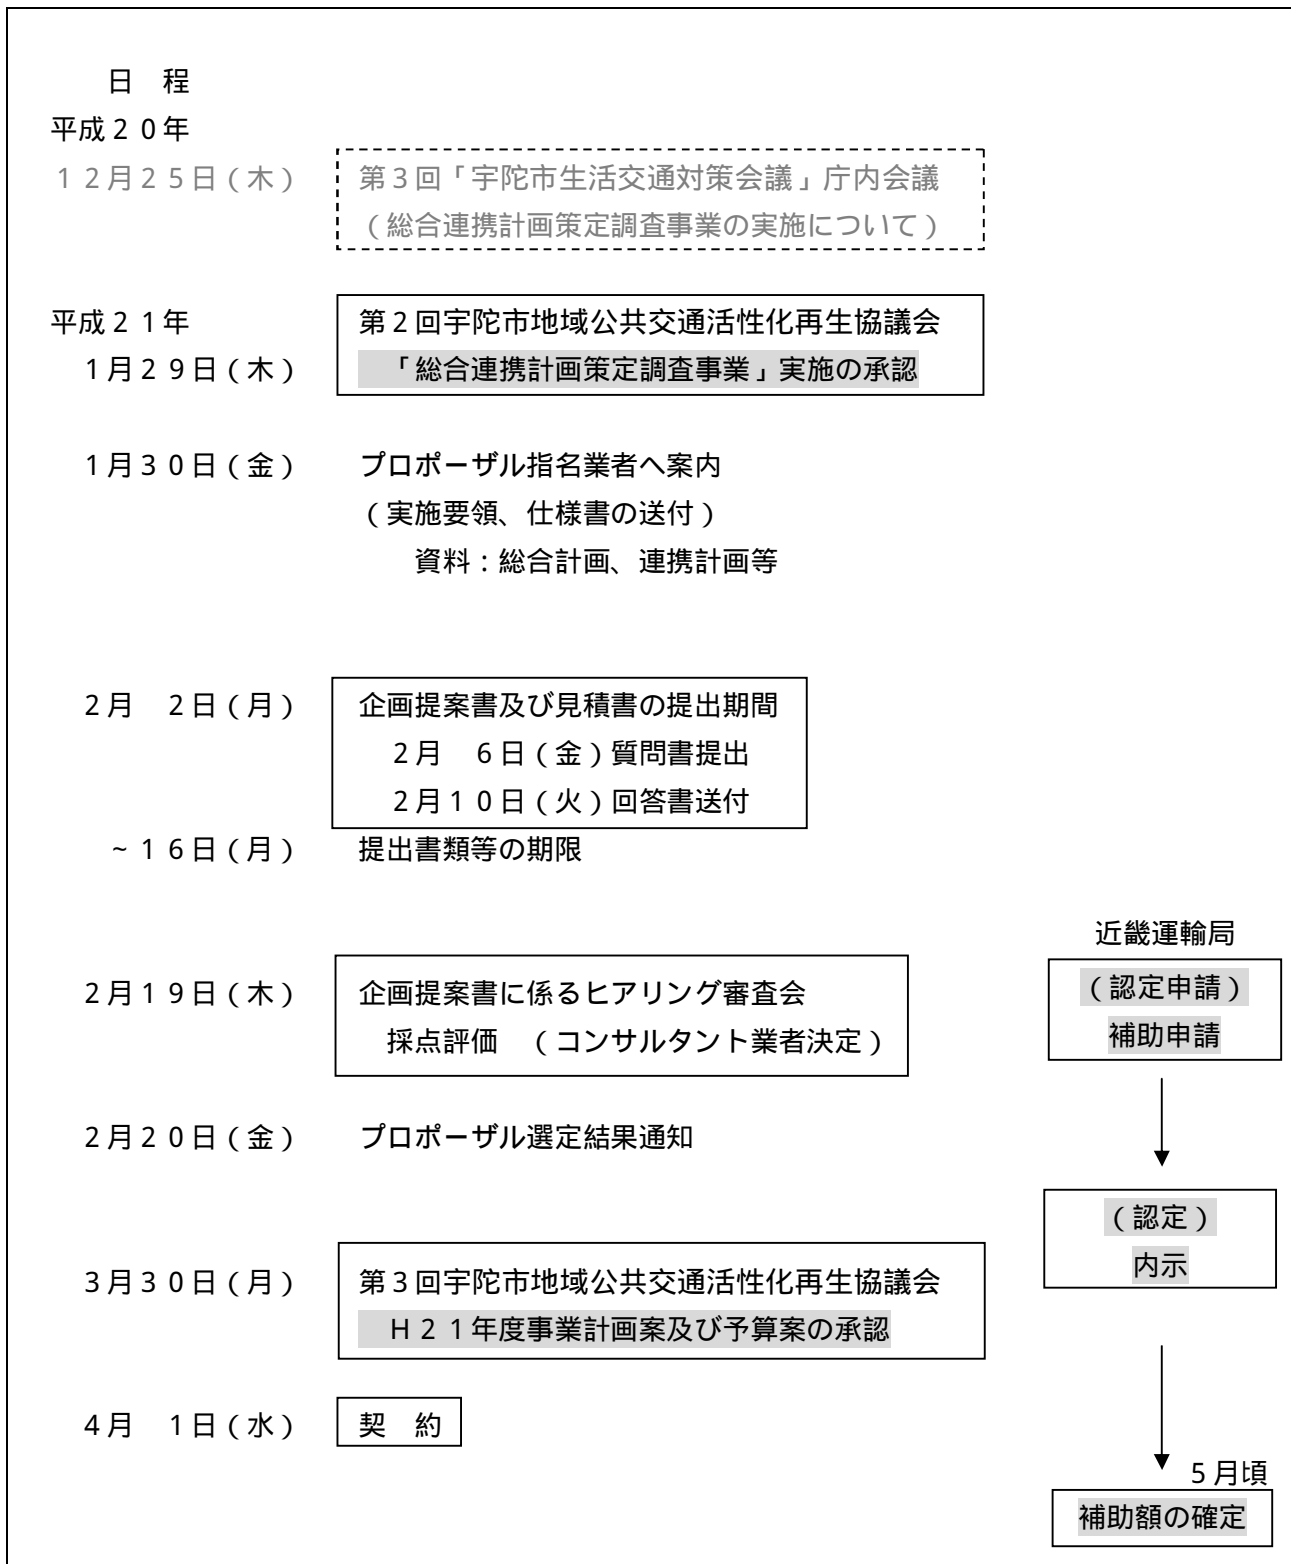 日　程
平成２０年
１２月２５日（木）
第３回「宇陀市生活交通対策会議」庁内会議
（総合連携計画策定調査事業の実施について）
平成２１年
第２回宇陀市地域公共交通活性化再生協議会
１月２９日（木）
「総合連携計画策定調査事業」実施の承認
１月３０日（金）
プロポーザル指名業者へ案内
（実施要領、仕様書の送付）
資料：総合計画、連携計画等
２月　２日（月）
企画提案書及び見積書の提出期間
２月　６日（金）質問書提出
２月１０日（火）回答書送付
～１６日（月）
提出書類等の期限
近畿運輸局
２月１９日（木）
企画提案書に係るヒアリング審査会
採点評価　（コンサルタント業者決定）
（認定申請）
補助申請
２月２０日（金）
プロポーザル選定結果通知
（認定）
内示
３月３０日（月）
第３回宇陀市地域公共交通活性化再生協議会
Ｈ２１年度事業計画案及び予算案の承認
４月　１日（水）
契　約
５月頃
補助額の確定